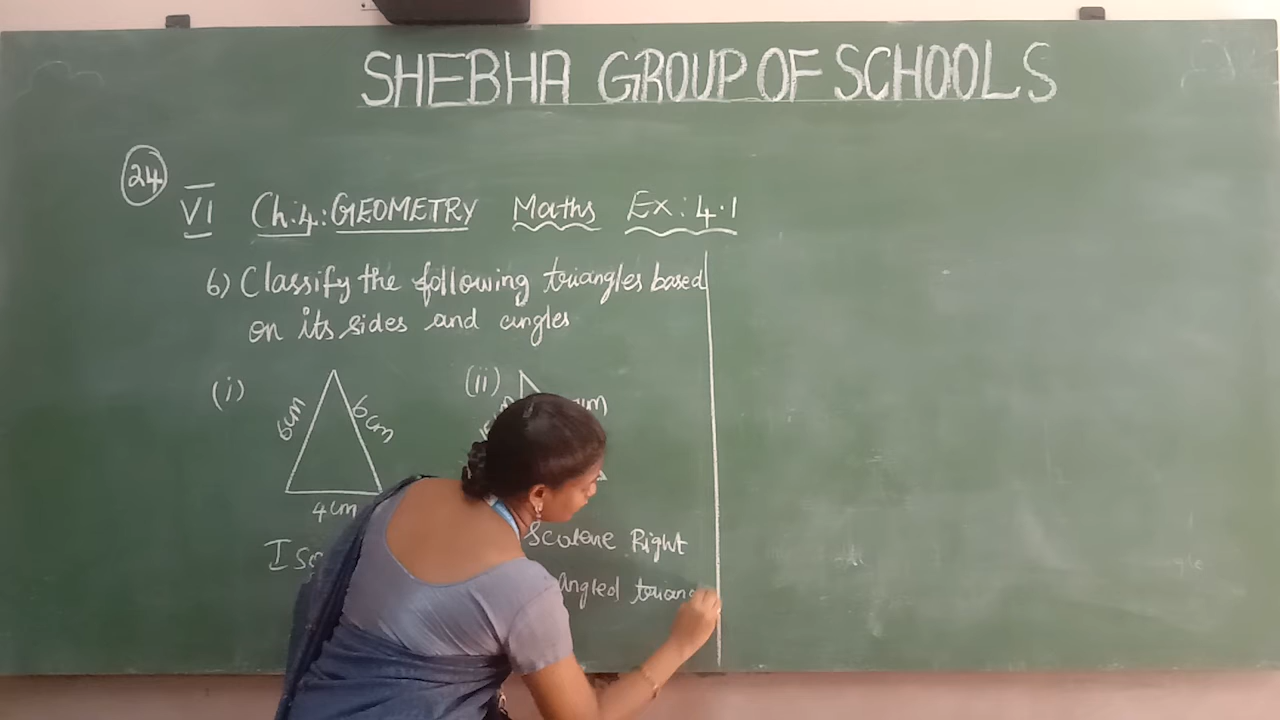 SHEBHA GROUP OF SCHOOLS
24
VI Ch.4: GEOMETRY Maths Ex: 4.1
6) Classify the following triangles based
on its sides and angles
(i)
6cm
6cm
4cm
(ii)
Scalene Right
Angled triang